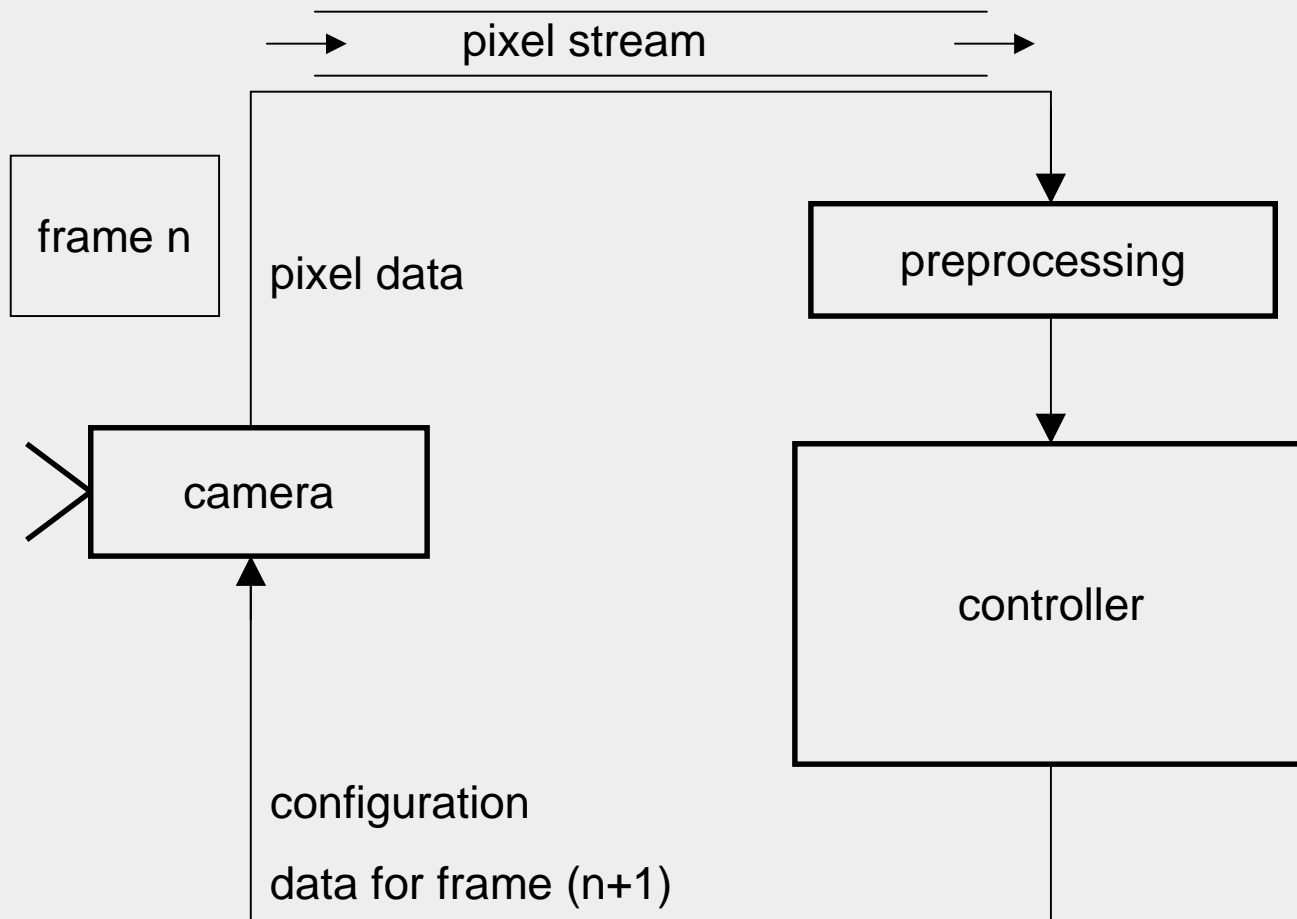 pixel stream
frame n
pixel data
preprocessing
camera
controller
configuration
data for frame (n+1)